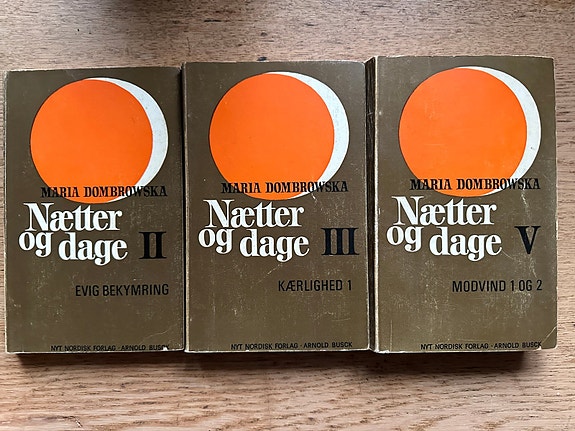 MARIA DOMBROWSKA
Nætter
og dage II
EVIG BEKYMRING
NYT NORDISK FORLAG · ARNOLD BUSCK
MARIA DOMBROWSKA
Nætter
og dage III
KÆRLIGHED 1
NYT NORDISK FORLAG · ARNOLD BUSCK
MARIA DOMBROWSKA
Nætter
og dage V
MODVIND 1 OG 2
NYT NORDISK FORLAG · ARNOLD BUSCK